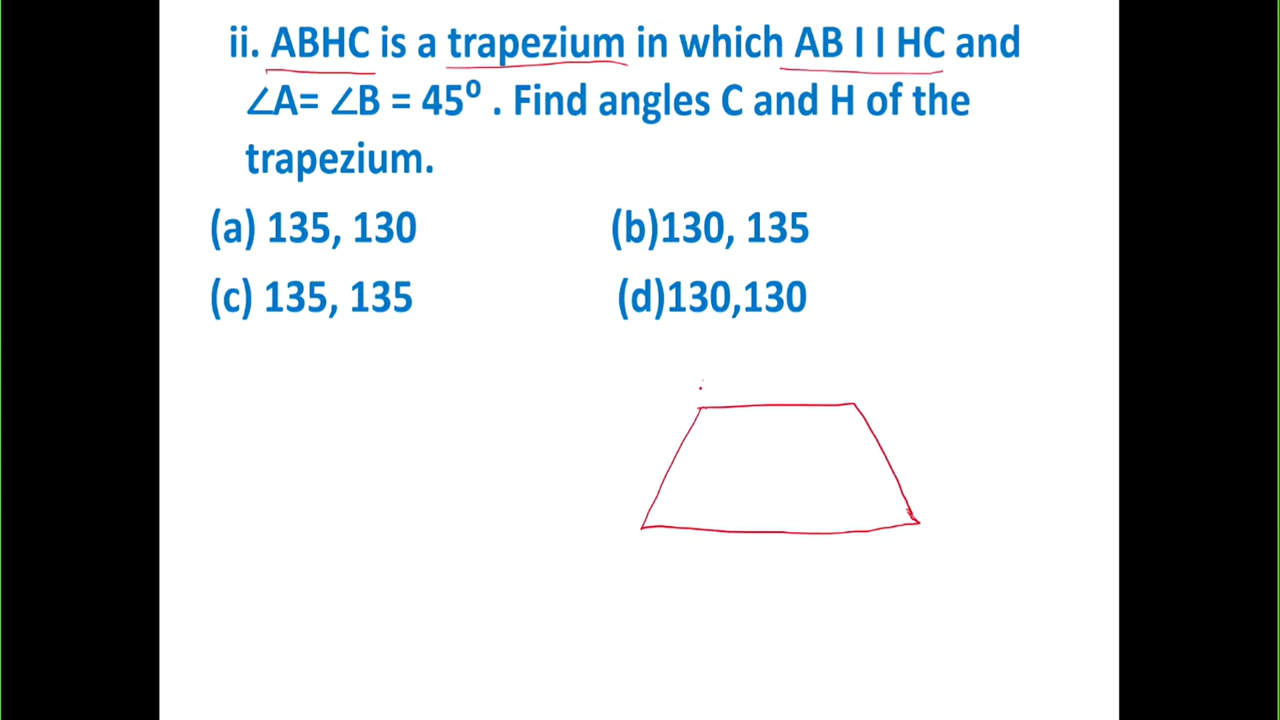 ii. ABHC is a trapezium in which AB I I HC and
∠A= ∠B = 45⁰ . Find angles C and H of the
trapezium.
(a) 135, 130 (b)130, 135
(c) 135, 135 (d)130,130